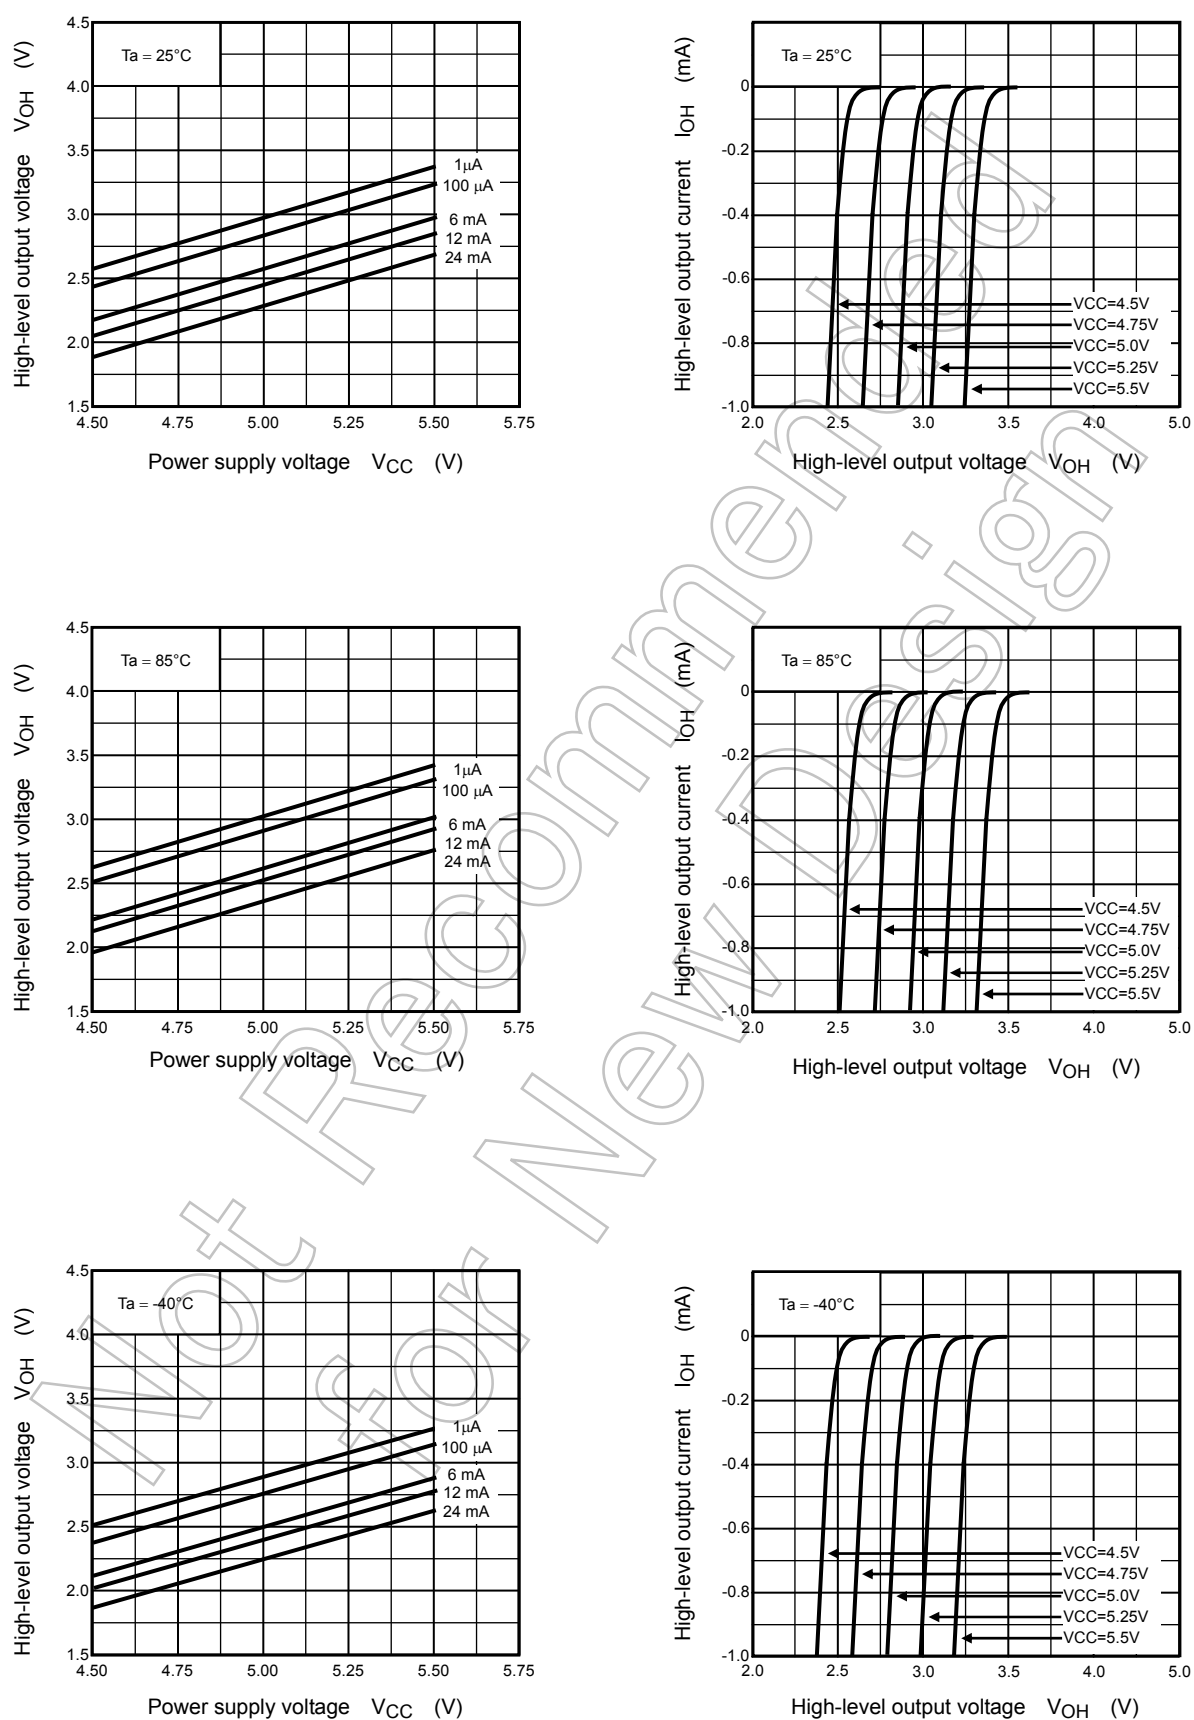 Ta = 25°C
High-level output voltage VOH (V)
4.5
4.0
3.5
3.0
2.5
2.0
1.5
1μA
100 μA
6 mA
12 mA
24 mA
4.50 4.75 5.00 5.25 5.50 5.75
Power supply voltage VCC (V)
Ta = 25°C
High-level output current IOH (mA)
0
-0.2
-0.4
-0.6
-0.8
-1.0
VCC=4.5V
VCC=4.75V
VCC=5.0V
VCC=5.25V
VCC=5.5V
2.0 2.5 3.0 3.5 4.0 5.0
High-level output voltage VOH (V)
Ta = 85°C
High-level output voltage VOH (V)
4.5
4.0
3.5
3.0
2.5
2.0
1.5
1μA
100 μA
6 mA
12 mA
24 mA
4.50 4.75 5.00 5.25 5.50 5.75
Power supply voltage VCC (V)
Ta = 85°C
High-level output current IOH (mA)
0
-0.2
-0.4
-0.6
-0.8
-1.0
VCC=4.5V
VCC=4.75V
VCC=5.0V
VCC=5.25V
VCC=5.5V
2.0 2.5 3.0 3.5 4.0 5.0
High-level output voltage VOH (V)
Ta = -40°C
High-level output voltage VOH (V)
4.5
4.0
3.5
3.0
2.5
2.0
1.5
1μA
100 μA
6 mA
12 mA
24 mA
4.50 4.75 5.00 5.25 5.50 5.75
Power supply voltage VCC (V)
Ta = -40°C
High-level output current IOH (mA)
0
-0.2
-0.4
-0.6
-0.8
-1.0
VCC=4.5V
VCC=4.75V
VCC=5.0V
VCC=5.25V
VCC=5.5V
2.0 2.5 3.0 3.5 4.0 5.0
High-level output voltage VOH (V)
Not Recommended
for New Design